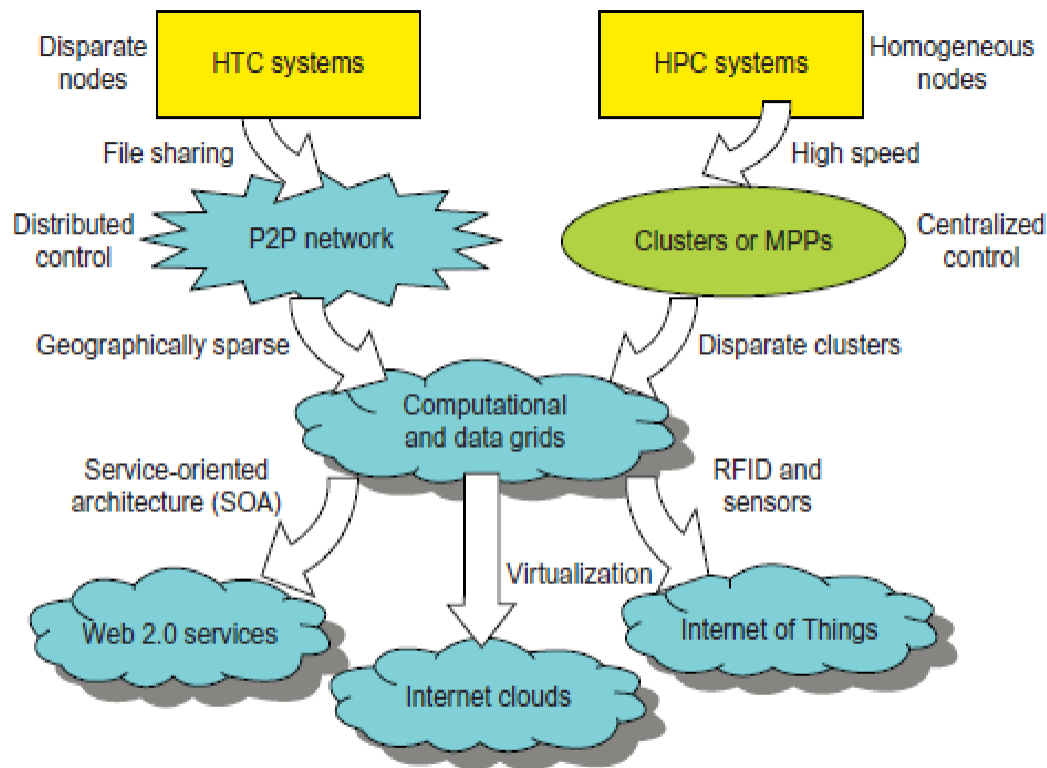 Disparate
nodes
HTC systems
HPC systems
Homogeneous
nodes
File sharing
High speed
Distributed
control
P2P network
Clusters or MPPs
Centralized
control
Geographically sparse
Disparate clusters
Computational
and data grids
Service-oriented
architecture (SOA)
RFID and
sensors
Virtualization
Web 2.0 services
Internet of Things
Internet clouds